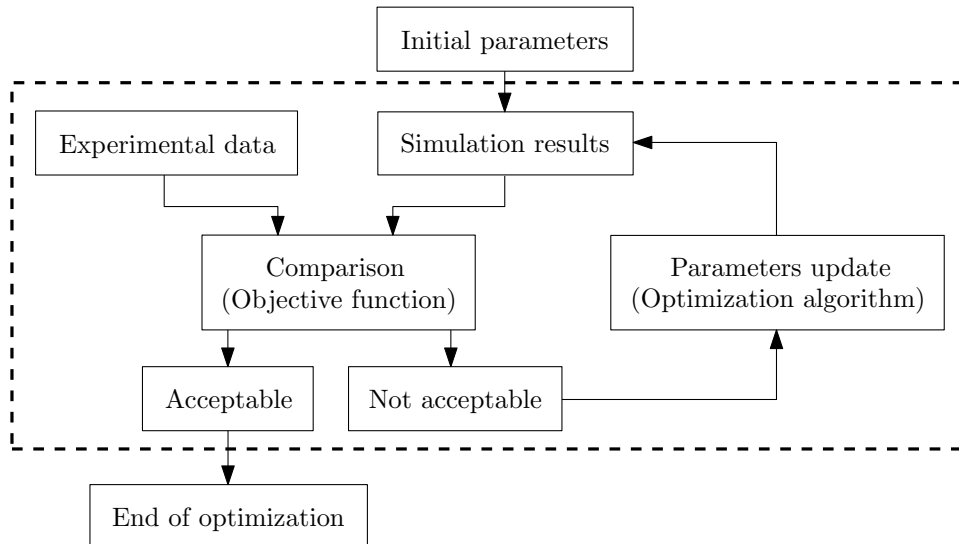 Initial parameters
Experimental data
Simulation results
Comparison
(Objective function)
Parameters update
(Optimization algorithm)
Acceptable
Not acceptable
End of optimization